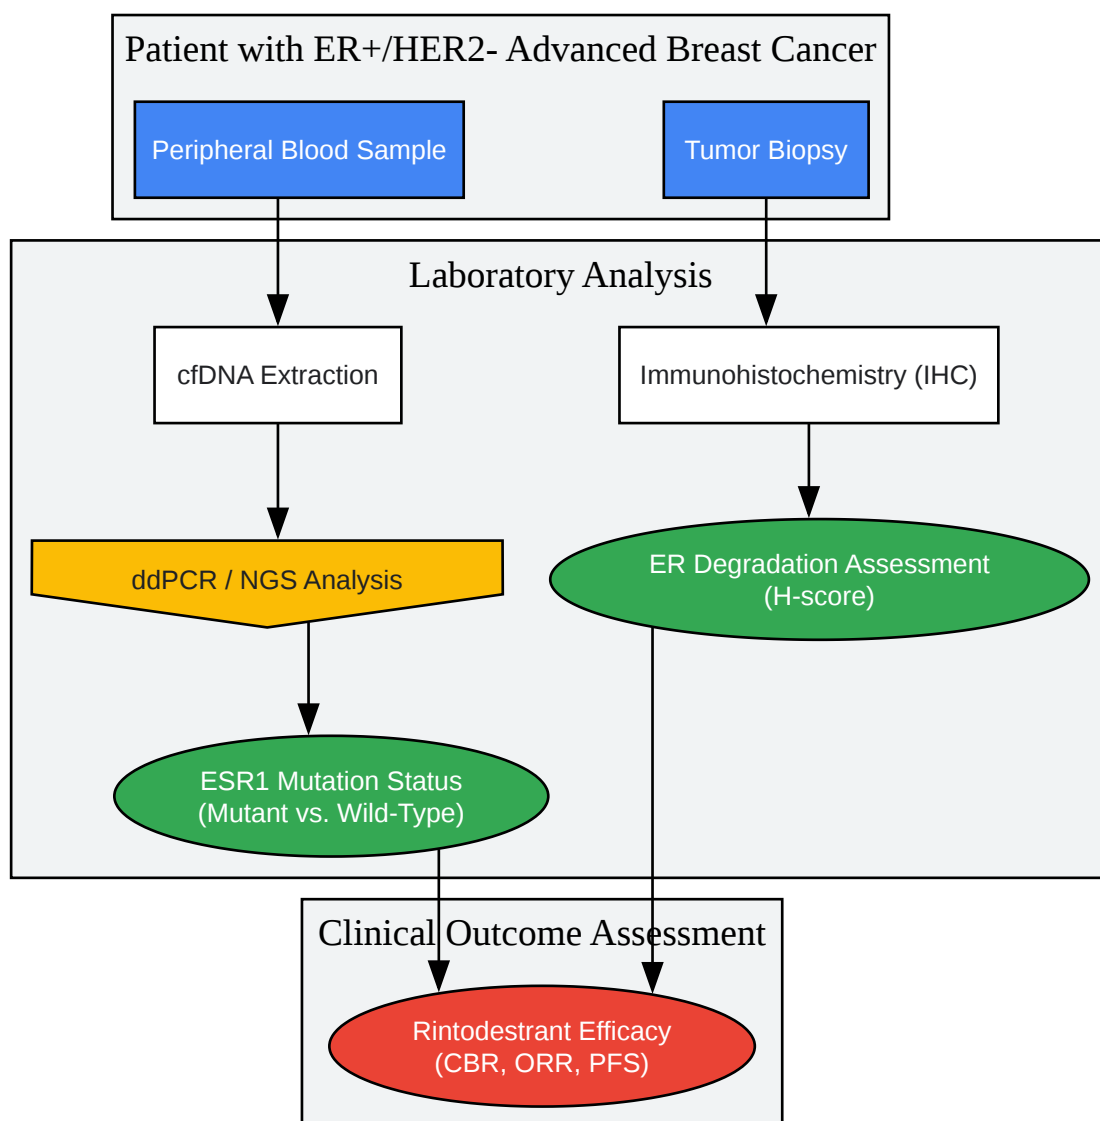 Patient with ER+/HER2- Advanced Breast Cancer
Peripheral Blood Sample
Tumor Biopsy
Laboratory Analysis
cfDNA Extraction
Immunohistochemistry (IHC)
ddPCR / NGS Analysis
ER Degradation Assessment
(H-score)
ESR1 Mutation Status
(Mutant vs. Wild-Type)
Clinical Outcome Assessment
Rintodestrant Efficacy
(CBR, ORR, PFS)